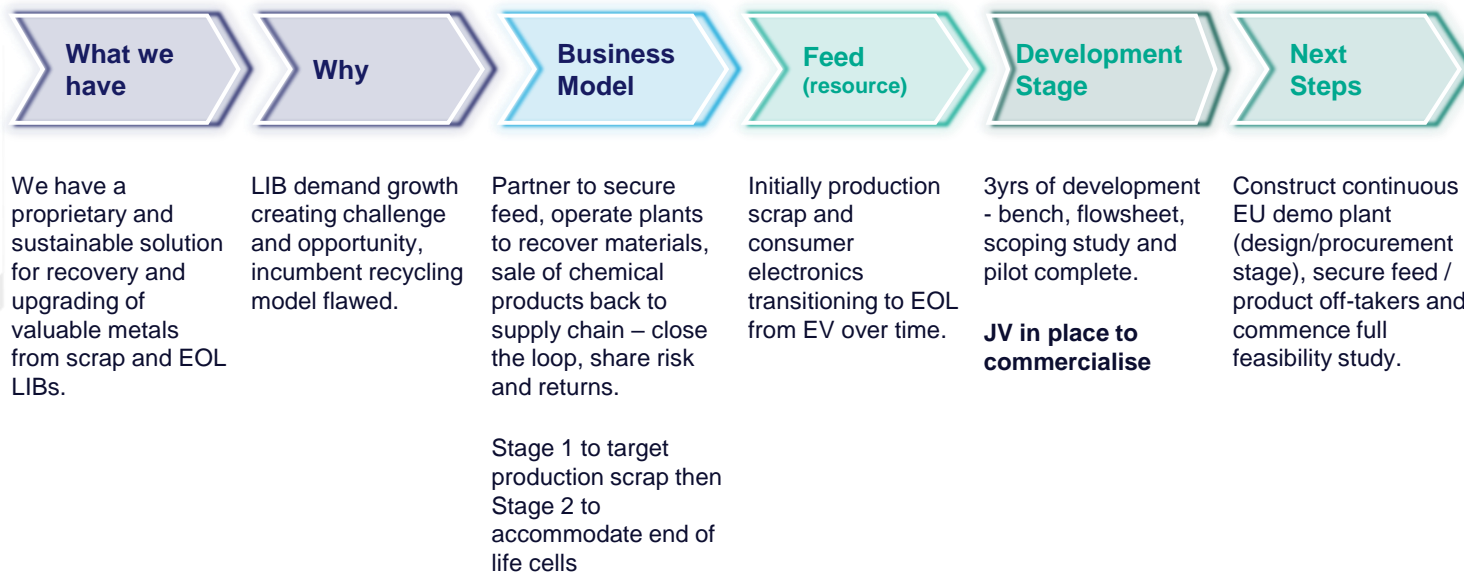 What we
have
Why
Business
Model
Feed
(resource)
Development
Stage
Next
Steps
We have a
proprietary and
sustainable solution
for recovery and
upgrading of
valuable metals
from scrap and EOL
LIBs.
LIB demand growth
creating challenge
and opportunity,
incumbent recycling
model flawed.
Partner to secure
feed, operate plants
to recover materials,
sale of chemical
products back to
supply chain – close
the loop, share risk
and returns.
Stage 1 to target
production scrap then
Stage 2 to
accommodate end of
life cells
Initially production
scrap and
consumer
electronics
transitioning to EOL
from EV over time.
3yrs of development
- bench, flowsheet,
scoping study and
pilot complete.
JV in place to
commercialise
Construct continuous
EU demo plant
(design/procurement
stage), secure feed /
product off-takers and
commence full
feasibility study.